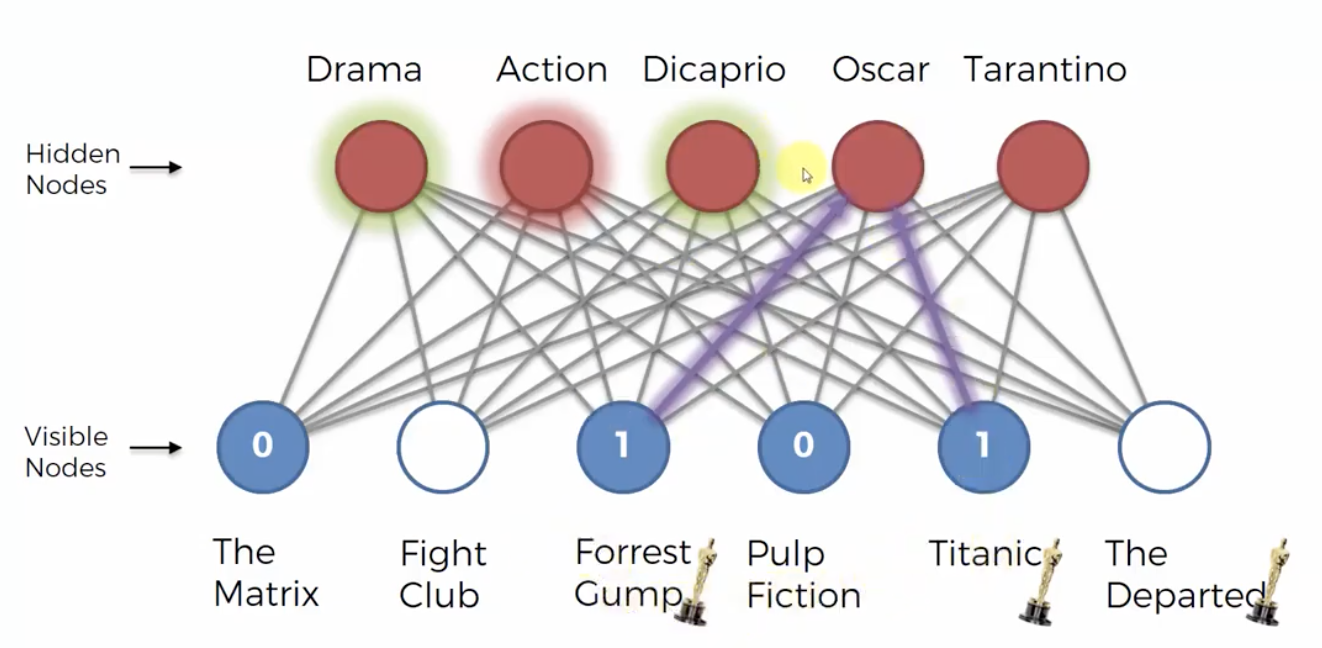 Drama Action Dicaprio Oscar Tarantino
Hidden
Nodes
Visible
Nodes
0 1 0 1
The Fight Forrest Pulp Titanic The
Matrix Club Gump Fiction Departed